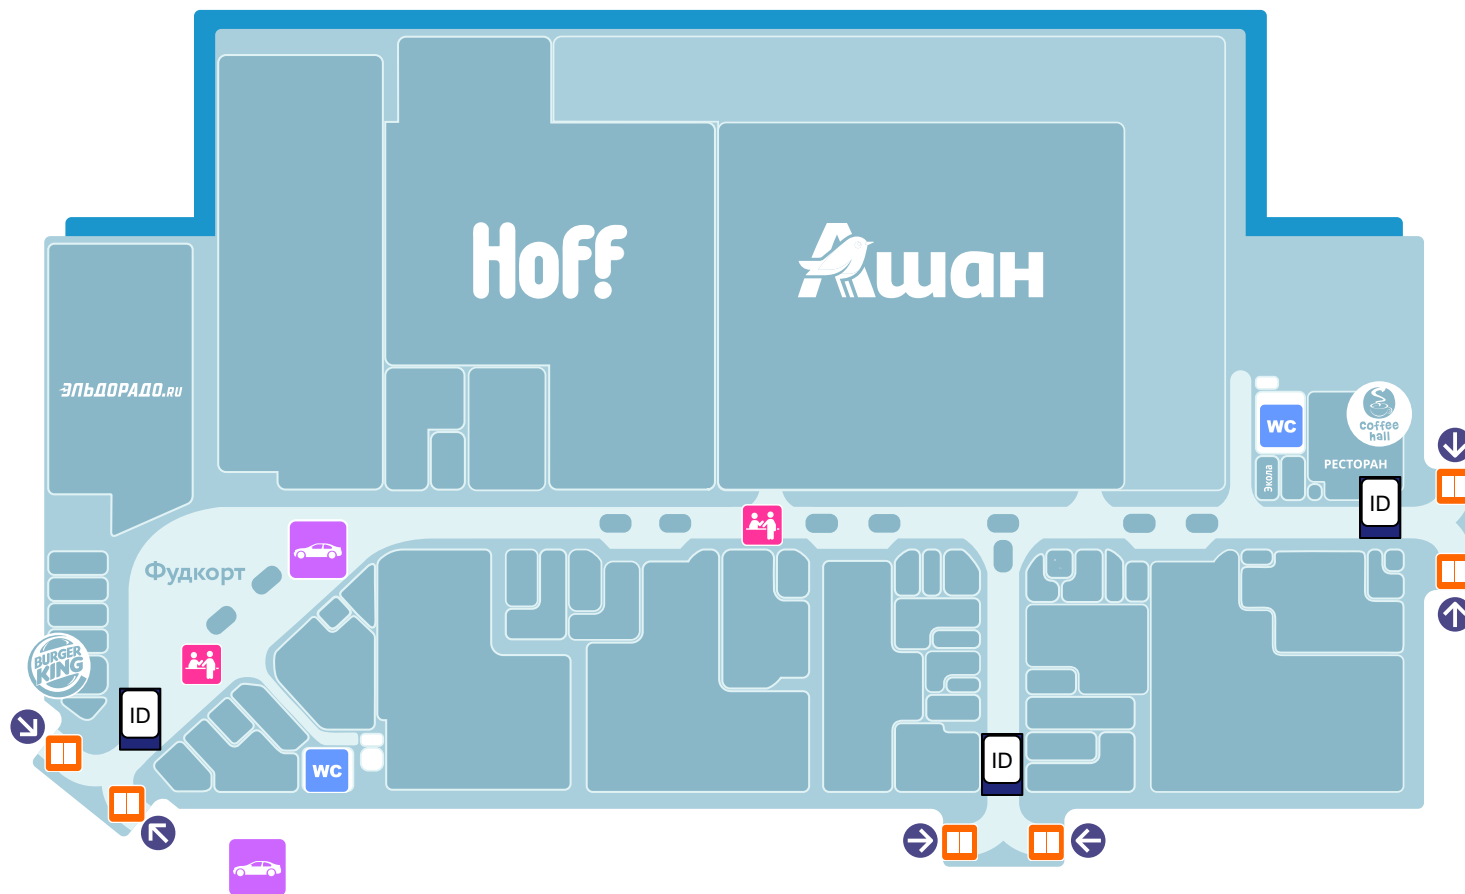 Hoff
Ашан
ЭЛЬДОРАДО.RU
WC
coffee
hall
РЕСТОРАН
Экола
ID
Фудкорт
BURGER
KING
ID
ID
WC